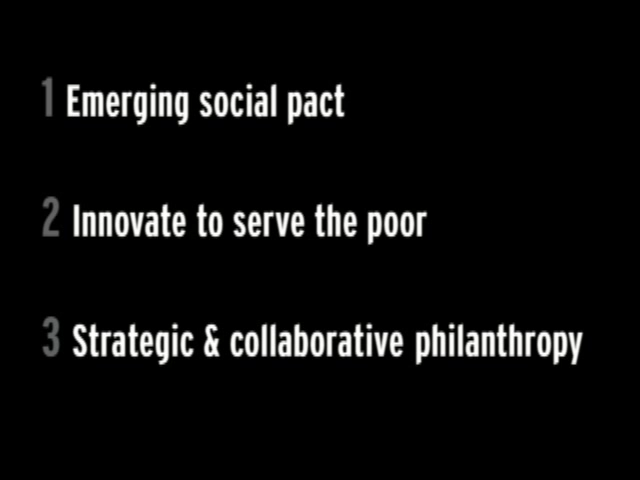 1 Emerging social pact
2 Innovate to serve the poor
3 Strategic & collaborative philanthropy